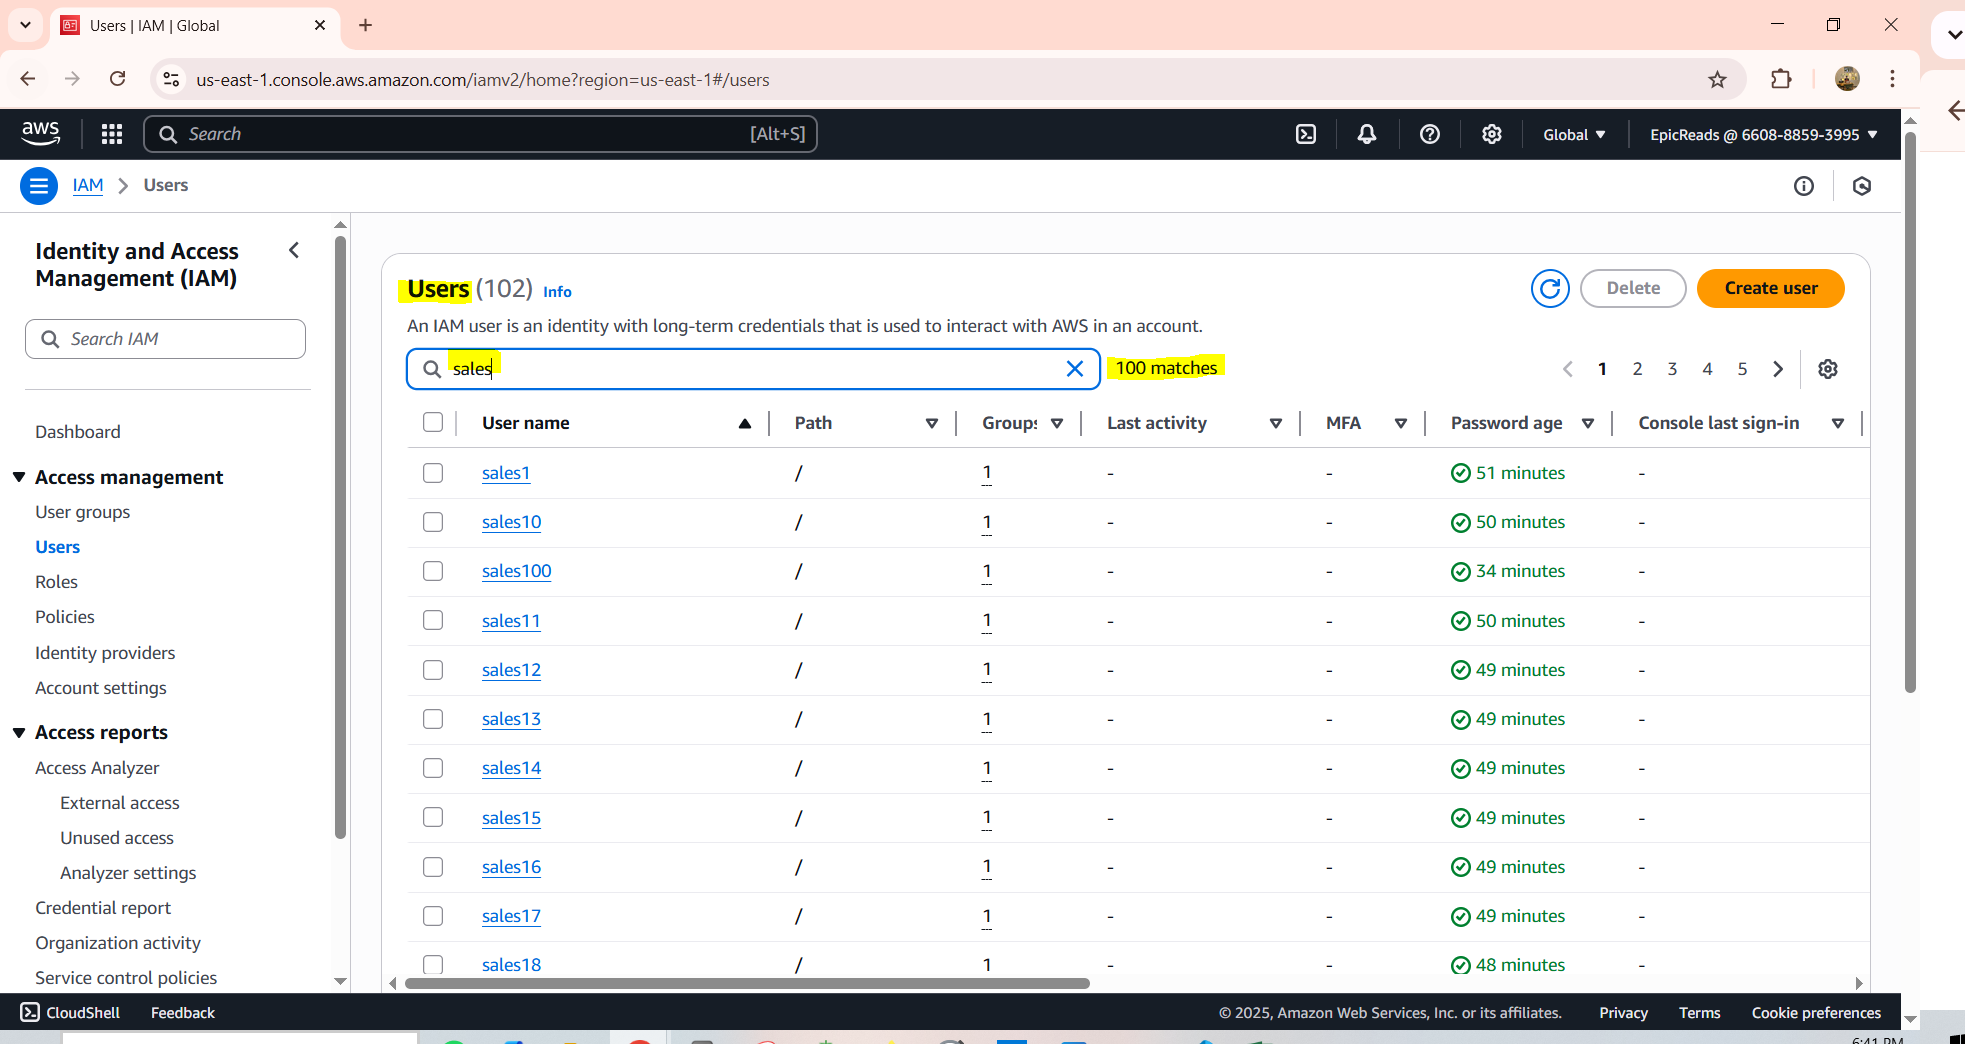 Users | IAM | Global
us-east-1.console.aws.amazon.com/iamv2/home?region=us-east-1#/users
aws
Search
[Alt+S]
Global
EpicReads @ 6608-8859-3995
IAM
Users
Identity and Access
Management (IAM)
Search IAM
Dashboard
Access management
User groups
Users
Roles
Policies
Identity providers
Account settings
Access reports
Access Analyzer
External access
Unused access
Analyzer settings
Credential report
Organization activity
Service control policies
Users (102) Info
Delete
Create user
An IAM user is an identity with long-term credentials that is used to interact with AWS in an account.
sales
100 matches
1 2 3 4 5
User name Path Groups Last activity MFA Password age Console last sign-in
sales1 / 1 - - 51 minutes -
sales10 / 1 - - 50 minutes -
sales100 / 1 - - 34 minutes -
sales11 / 1 - - 50 minutes -
sales12 / 1 - - 49 minutes -
sales13 / 1 - - 49 minutes -
sales14 / 1 - - 49 minutes -
sales15 / 1 - - 49 minutes -
sales16 / 1 - - 49 minutes -
sales17 / 1 - - 49 minutes -
sales18 / 1 - - 48 minutes -
CloudShell
Feedback
© 2025, Amazon Web Services, Inc. or its affiliates.
Privacy
Terms
Cookie preferences
6:41 PM